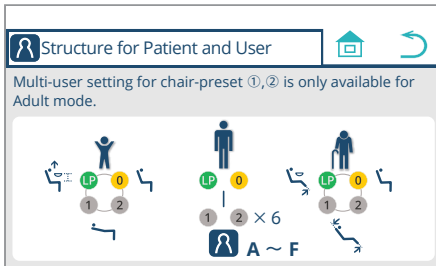 Structure for Patient and User
Multi-user setting for chair-preset ①,② is only available for
Adult mode.
LP 0
1 2
LP 0
1 2 × 6
A ~ F
LP 0
1 2